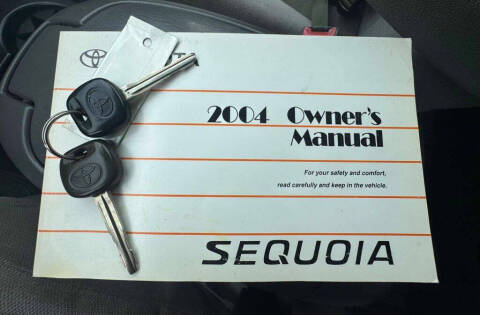 2004 Owner's
Manual
For your safety and comfort,
read carefully and keep in the vehicle.
SEQUOIA